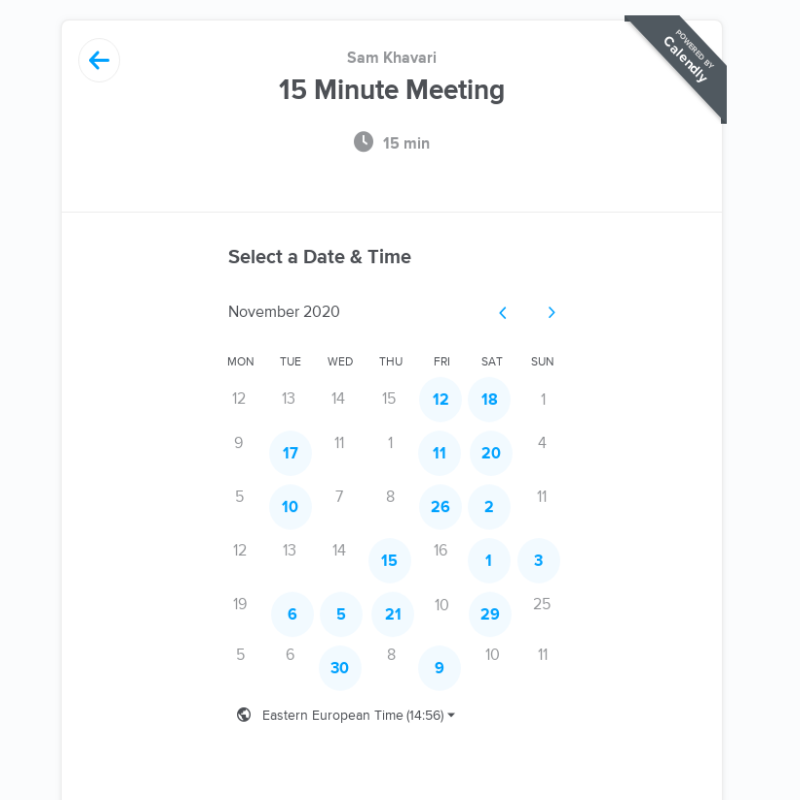 POWERED BY
Calendly
Sam Khavari
15 Minute Meeting
15 min
Select a Date & Time
November 2020
MON TUE WED THU FRI SAT SUN
12 13 14 15 12 18 1
9 17 11 1 11 20 4
5 10 7 8 26 2 11
12 13 14 15 16 1 3
19 6 5 21 10 29 25
5 6 30 8 9 10 11
Eastern European Time (14:56)